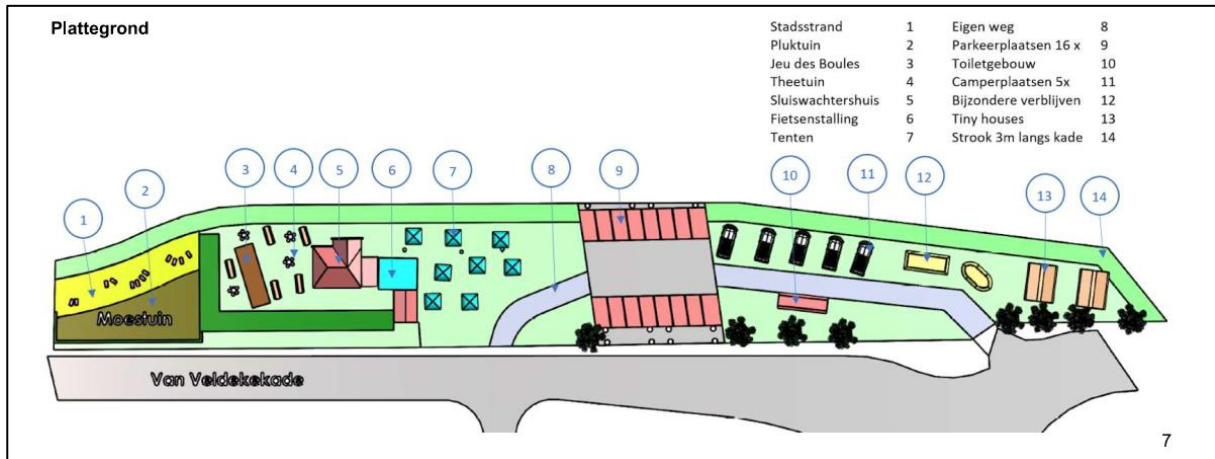 Plattegrond
Stadsstrand 1 Eigen weg 8
Pluktuin 2 Parkeerplaatsen 16 x 9
Jeu des Boules 3 Toiletgebouw 10
Theetuin 4 Camperplaatsen 5x 11
Sluiswachtershuis 5 Bijzondere verblijven 12
Fietsenstalling 6 Tiny houses 13
Tenten 7 Strook 3m langs kade 14
1
2
3
4
5
6
7
8
9
10
11
12
13
14
Moestuin
Van Veldekekade
7